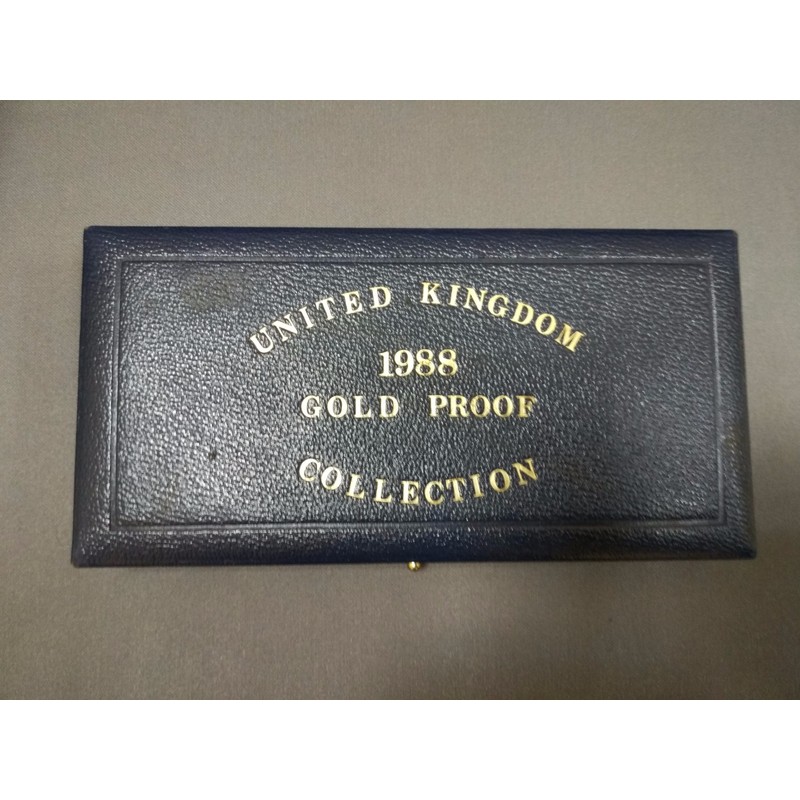 UNITED KINGDOM
1988
GOLD PROOF
COLLECTION